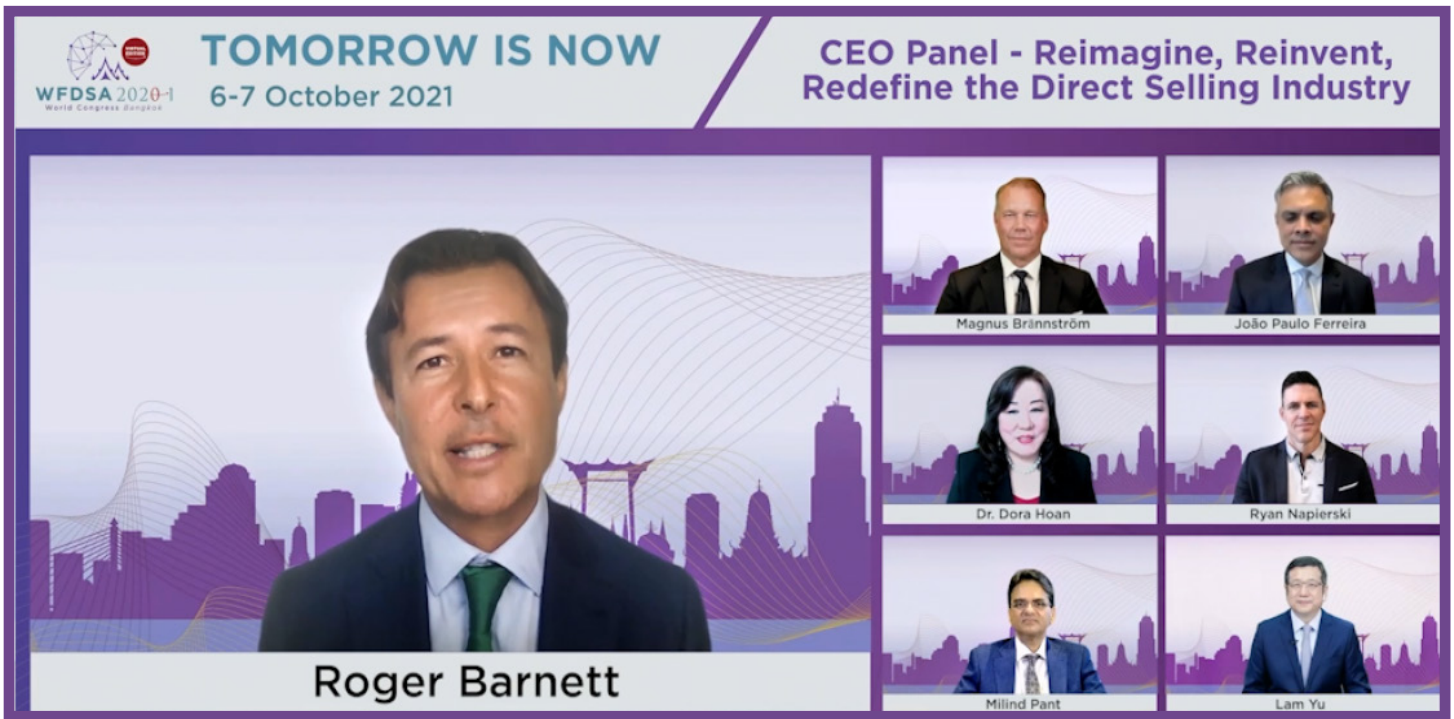 VIRTUAL
EDITION
WFDSA 2020-1
World Congress Bangkok
TOMORROW IS NOW
6-7 October 2021
CEO Panel - Reimagine, Reinvent,
Redefine the Direct Selling Industry
Roger Barnett
Magnus Brännström
João Paulo Ferreira
Dr. Dora Hoan
Ryan Napierski
Milind Pant
Lam Yu